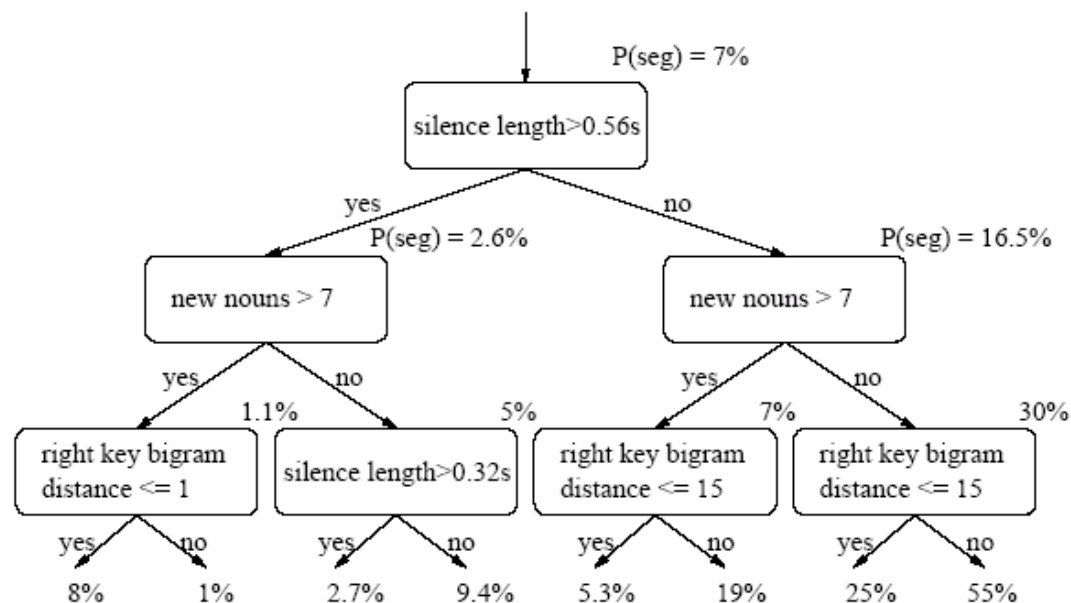 P(seg) = 7%
silence length>0.56s
yes
no
P(seg) = 2.6%
P(seg) = 16.5%
new nouns > 7
new nouns > 7
yes
no
yes
no
1.1%
5%
7%
30%
right key bigram
distance <= 1
silence length>0.32s
right key bigram
distance <= 15
right key bigram
distance <= 15
yes
no
yes
no
yes
no
yes
no
8%
1%
2.7%
9.4%
5.3%
19%
25%
55%